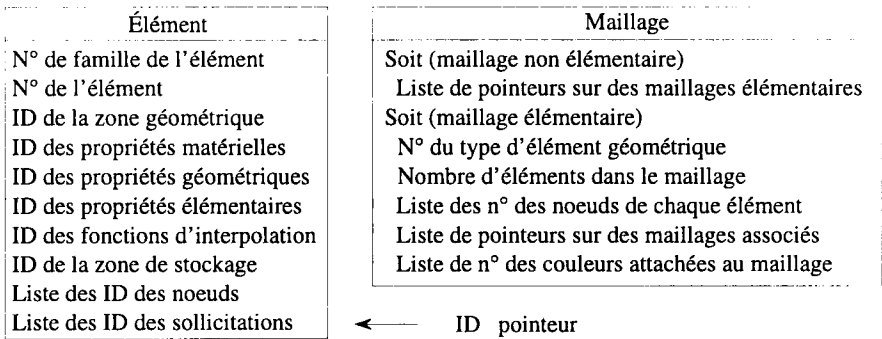 Élément
N° de famille de l'élément
N° de l'élément
ID de la zone géométrique
ID des propriétés matérielles
ID des propriétés géométriques
ID des propriétés élémentaires
ID des fonctions d'interpolation
ID de la zone de stockage
Liste des ID des noeuds
Liste des ID des sollicitations
Maillage
Soit (maillage non élémentaire)
Liste de pointeurs sur des maillages élémentaires
Soit (maillage élémentaire)
N° du type d'élément géométrique
Nombre d'éléments dans le maillage
Liste des n° des noeuds de chaque élément
Liste de pointeurs sur des maillages associés
Liste de n° des couleurs attachées au maillage
ID pointeur